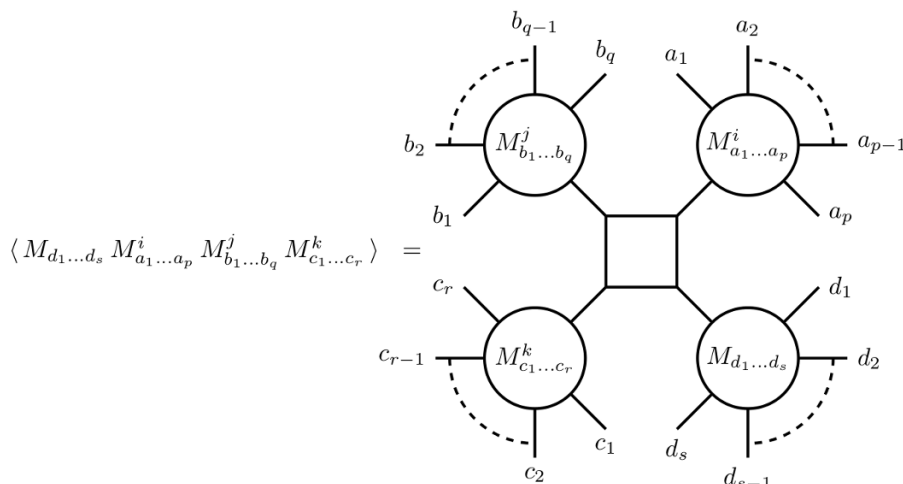 b_{q-1} a_2
b_q a_1
b_2 M^j_{b_1...b_q} M^i_{a_1...a_p} a_{p-1}
b_1 a_p
⟨ M_{d_1...d_s} M^i_{a_1...a_p} M^j_{b_1...b_q} M^k_{c_1...c_r} ⟩ =
c_r d_1
c_{r-1} M^k_{c_1...c_r} M_{d_1...d_s} d_2
c_1 d_s
c_2 d_{s-1}